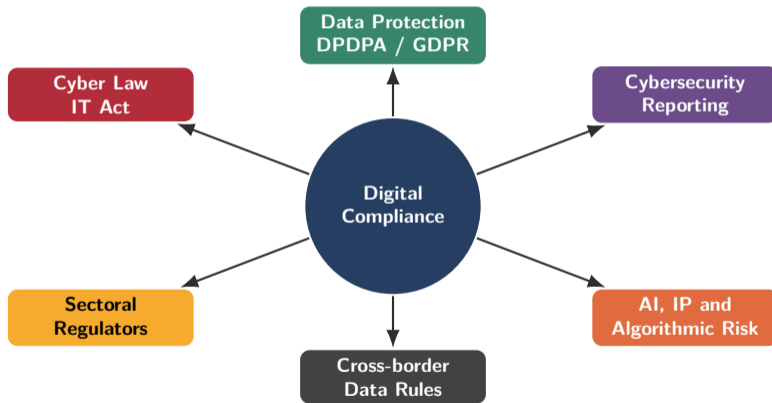 Data Protection
DPDPA / GDPR
Cyber Law
IT Act
Cybersecurity
Reporting
Digital
Compliance
Sectoral
Regulators
AI, IP and
Algorithmic Risk
Cross-border
Data Rules